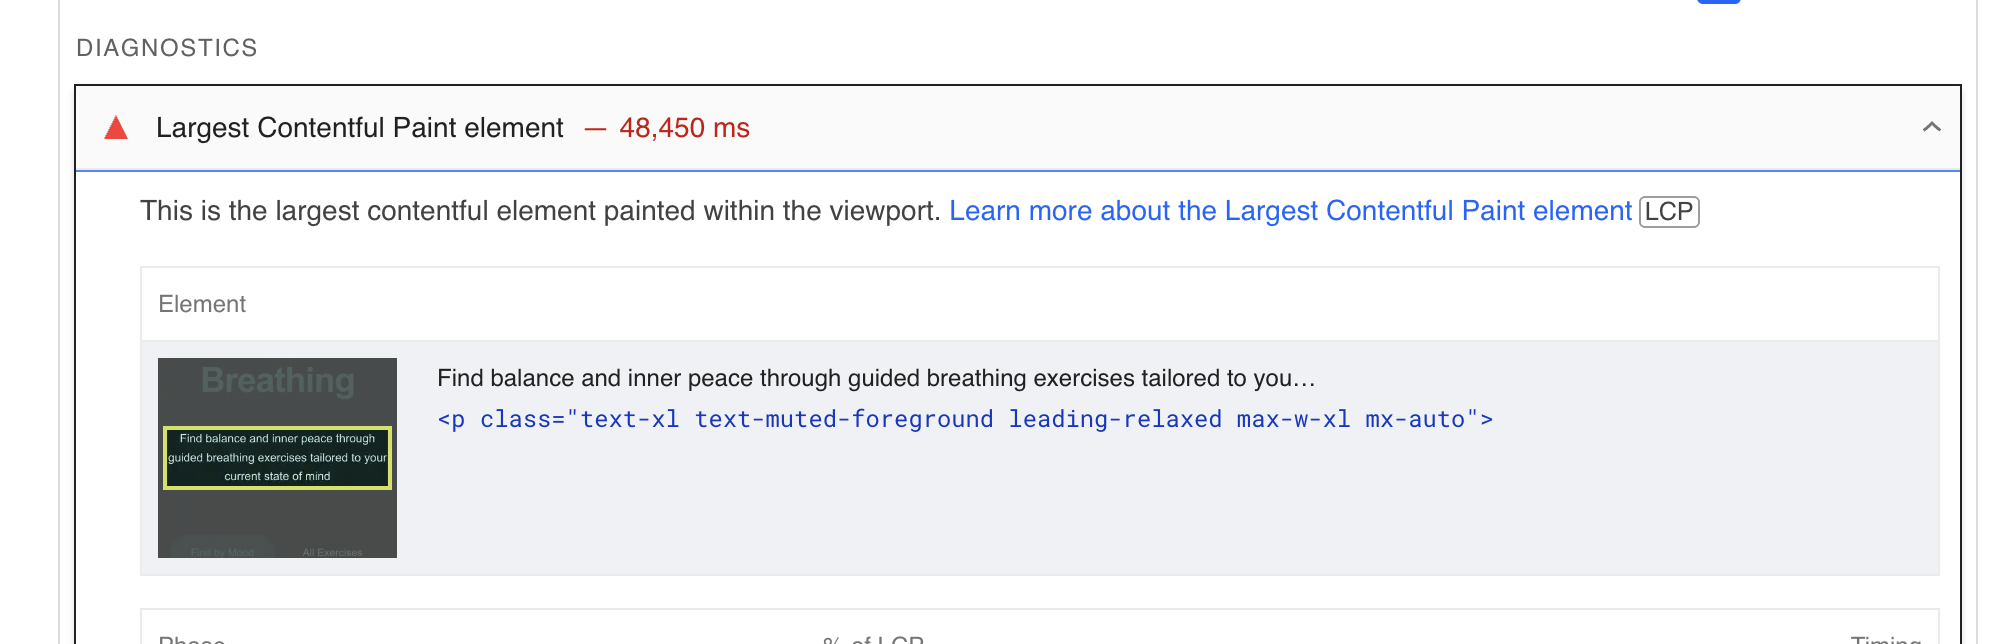 DIAGNOSTICS
Largest Contentful Paint element — 48,450 ms
This is the largest contentful element painted within the viewport. Learn more about the Largest Contentful Paint element LCP
Element
Breathing
Find balance and inner peace through
guided breathing exercises tailored to your
current state of mind
Find by Mood All Exercises
Find balance and inner peace through guided breathing exercises tailored to you…
<p class="text-xl text-muted-foreground leading-relaxed max-w-xl mx-auto">
Phase % of LCP Timing